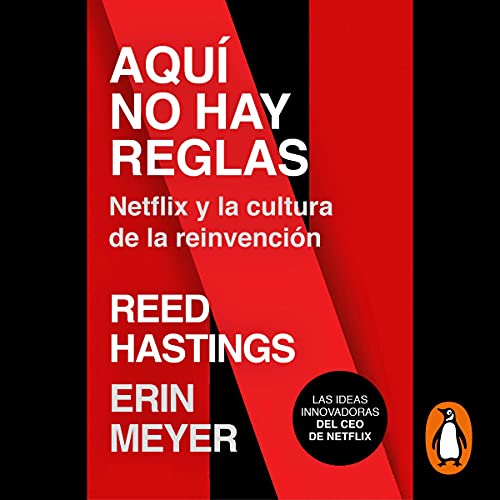 AQUÍ
NO HAY
REGLAS
Netflix y la cultura
de la reinvención
REED
HASTINGS
ERIN
MEYER
LAS IDEAS
INNOVADORAS
DEL CEO
DE NETFLIX